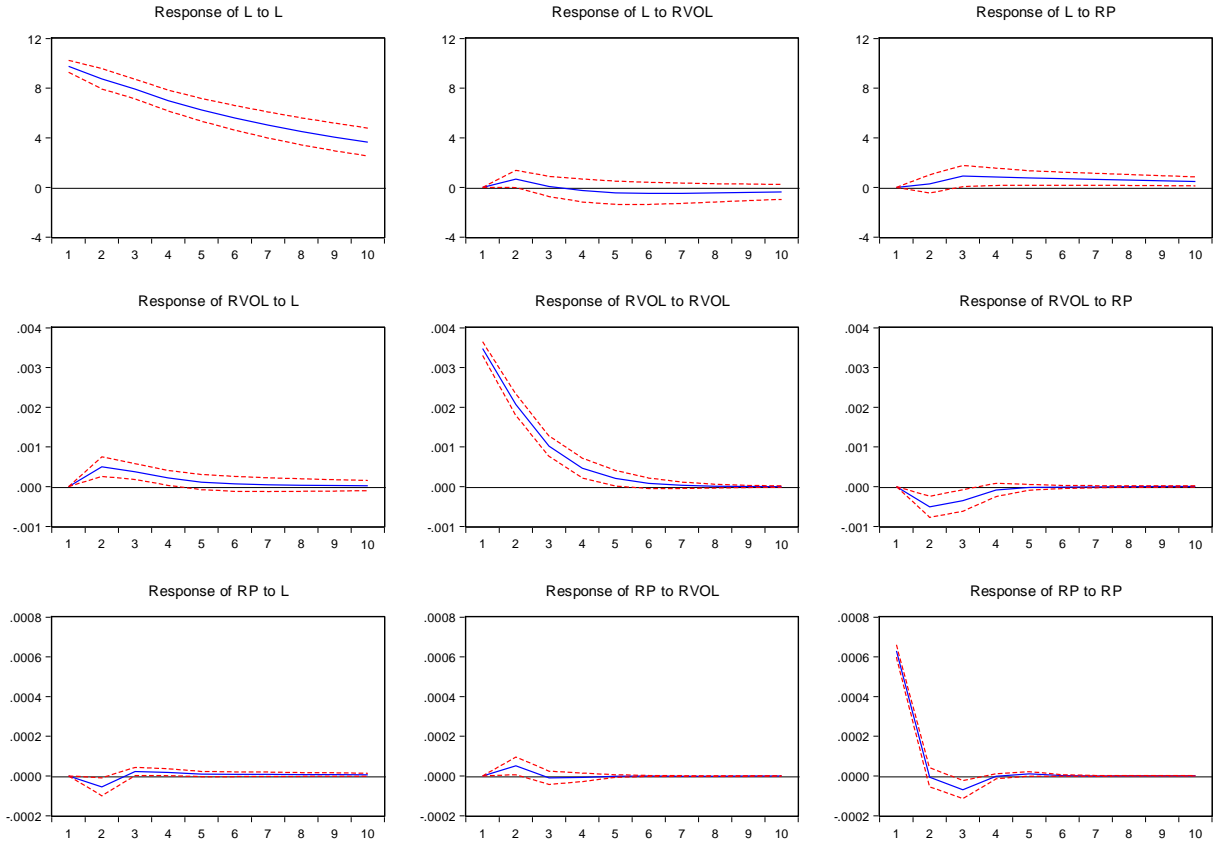 Response of L to L
12
8
4
0
-4
1 2 3 4 5 6 7 8 9 10
Response of L to RVOL
12
8
4
0
-4
1 2 3 4 5 6 7 8 9 10
Response of L to RP
12
8
4
0
-4
1 2 3 4 5 6 7 8 9 10
Response of RVOL to L
.004
.003
.002
.001
.000
-.001
1 2 3 4 5 6 7 8 9 10
Response of RVOL to RVOL
.004
.003
.002
.001
.000
-.001
1 2 3 4 5 6 7 8 9 10
Response of RVOL to RP
.004
.003
.002
.001
.000
-.001
1 2 3 4 5 6 7 8 9 10
Response of RP to L
.0008
.0006
.0004
.0002
.0000
-.0002
1 2 3 4 5 6 7 8 9 10
Response of RP to RVOL
.0008
.0006
.0004
.0002
.0000
-.0002
1 2 3 4 5 6 7 8 9 10
Response of RP to RP
.0008
.0006
.0004
.0002
.0000
-.0002
1 2 3 4 5 6 7 8 9 10